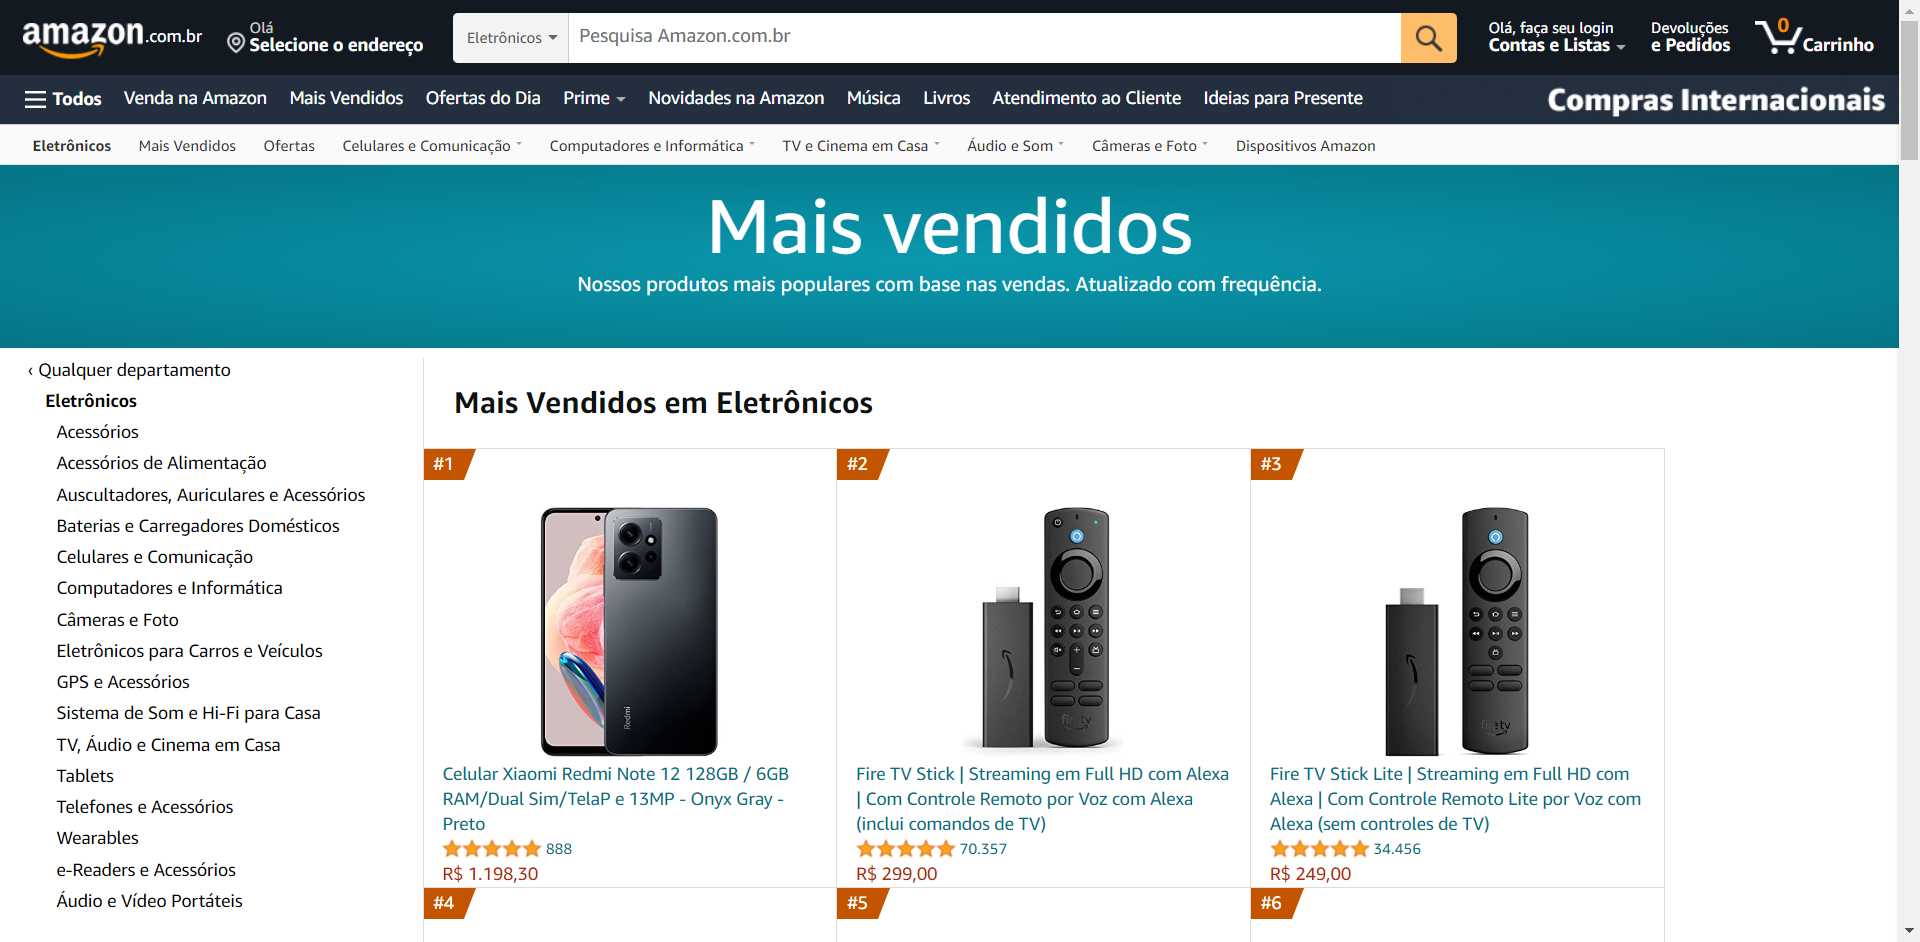 amazon.com.br
Olá
Selecione o endereço
Eletrônicos
Pesquisa Amazon.com.br
Olá, faça seu login
Contas e Listas
Devoluções
e Pedidos
0
Carrinho
Todos
Venda na Amazon
Mais Vendidos
Ofertas do Dia
Prime
Novidades na Amazon
Música
Livros
Atendimento ao Cliente
Ideias para Presente
Compras Internacionais
Eletrônicos
Mais Vendidos
Ofertas
Celulares e Comunicação
Computadores e Informática
TV e Cinema em Casa
Áudio e Som
Câmeras e Foto
Dispositivos Amazon
Mais vendidos
Nossos produtos mais populares com base nas vendas. Atualizado com frequência.
‹ Qualquer departamento
Eletrônicos
Acessórios
Acessórios de Alimentação
Auscultadores, Auriculares e Acessórios
Baterias e Carregadores Domésticos
Celulares e Comunicação
Computadores e Informática
Câmeras e Foto
Eletrônicos para Carros e Veículos
GPS e Acessórios
Sistema de Som e Hi-Fi para Casa
TV, Áudio e Cinema em Casa
Tablets
Telefones e Acessórios
Wearables
e-Readers e Acessórios
Áudio e Vídeo Portáteis
Mais Vendidos em Eletrônicos
#1
Redmi
Celular Xiaomi Redmi Note 12 128GB / 6GB
RAM/Dual Sim/TelaP e 13MP - Onyx Gray -
Preto
888
R$ 1.198,30
#2
fire tv
Fire TV Stick | Streaming em Full HD com Alexa
| Com Controle Remoto por Voz com Alexa
(inclui comandos de TV)
70.357
R$ 299,00
#3
fire tv
Fire TV Stick Lite | Streaming em Full HD com
Alexa | Com Controle Remoto Lite por Voz com
Alexa (sem controles de TV)
34.456
R$ 249,00
#4
#5
#6